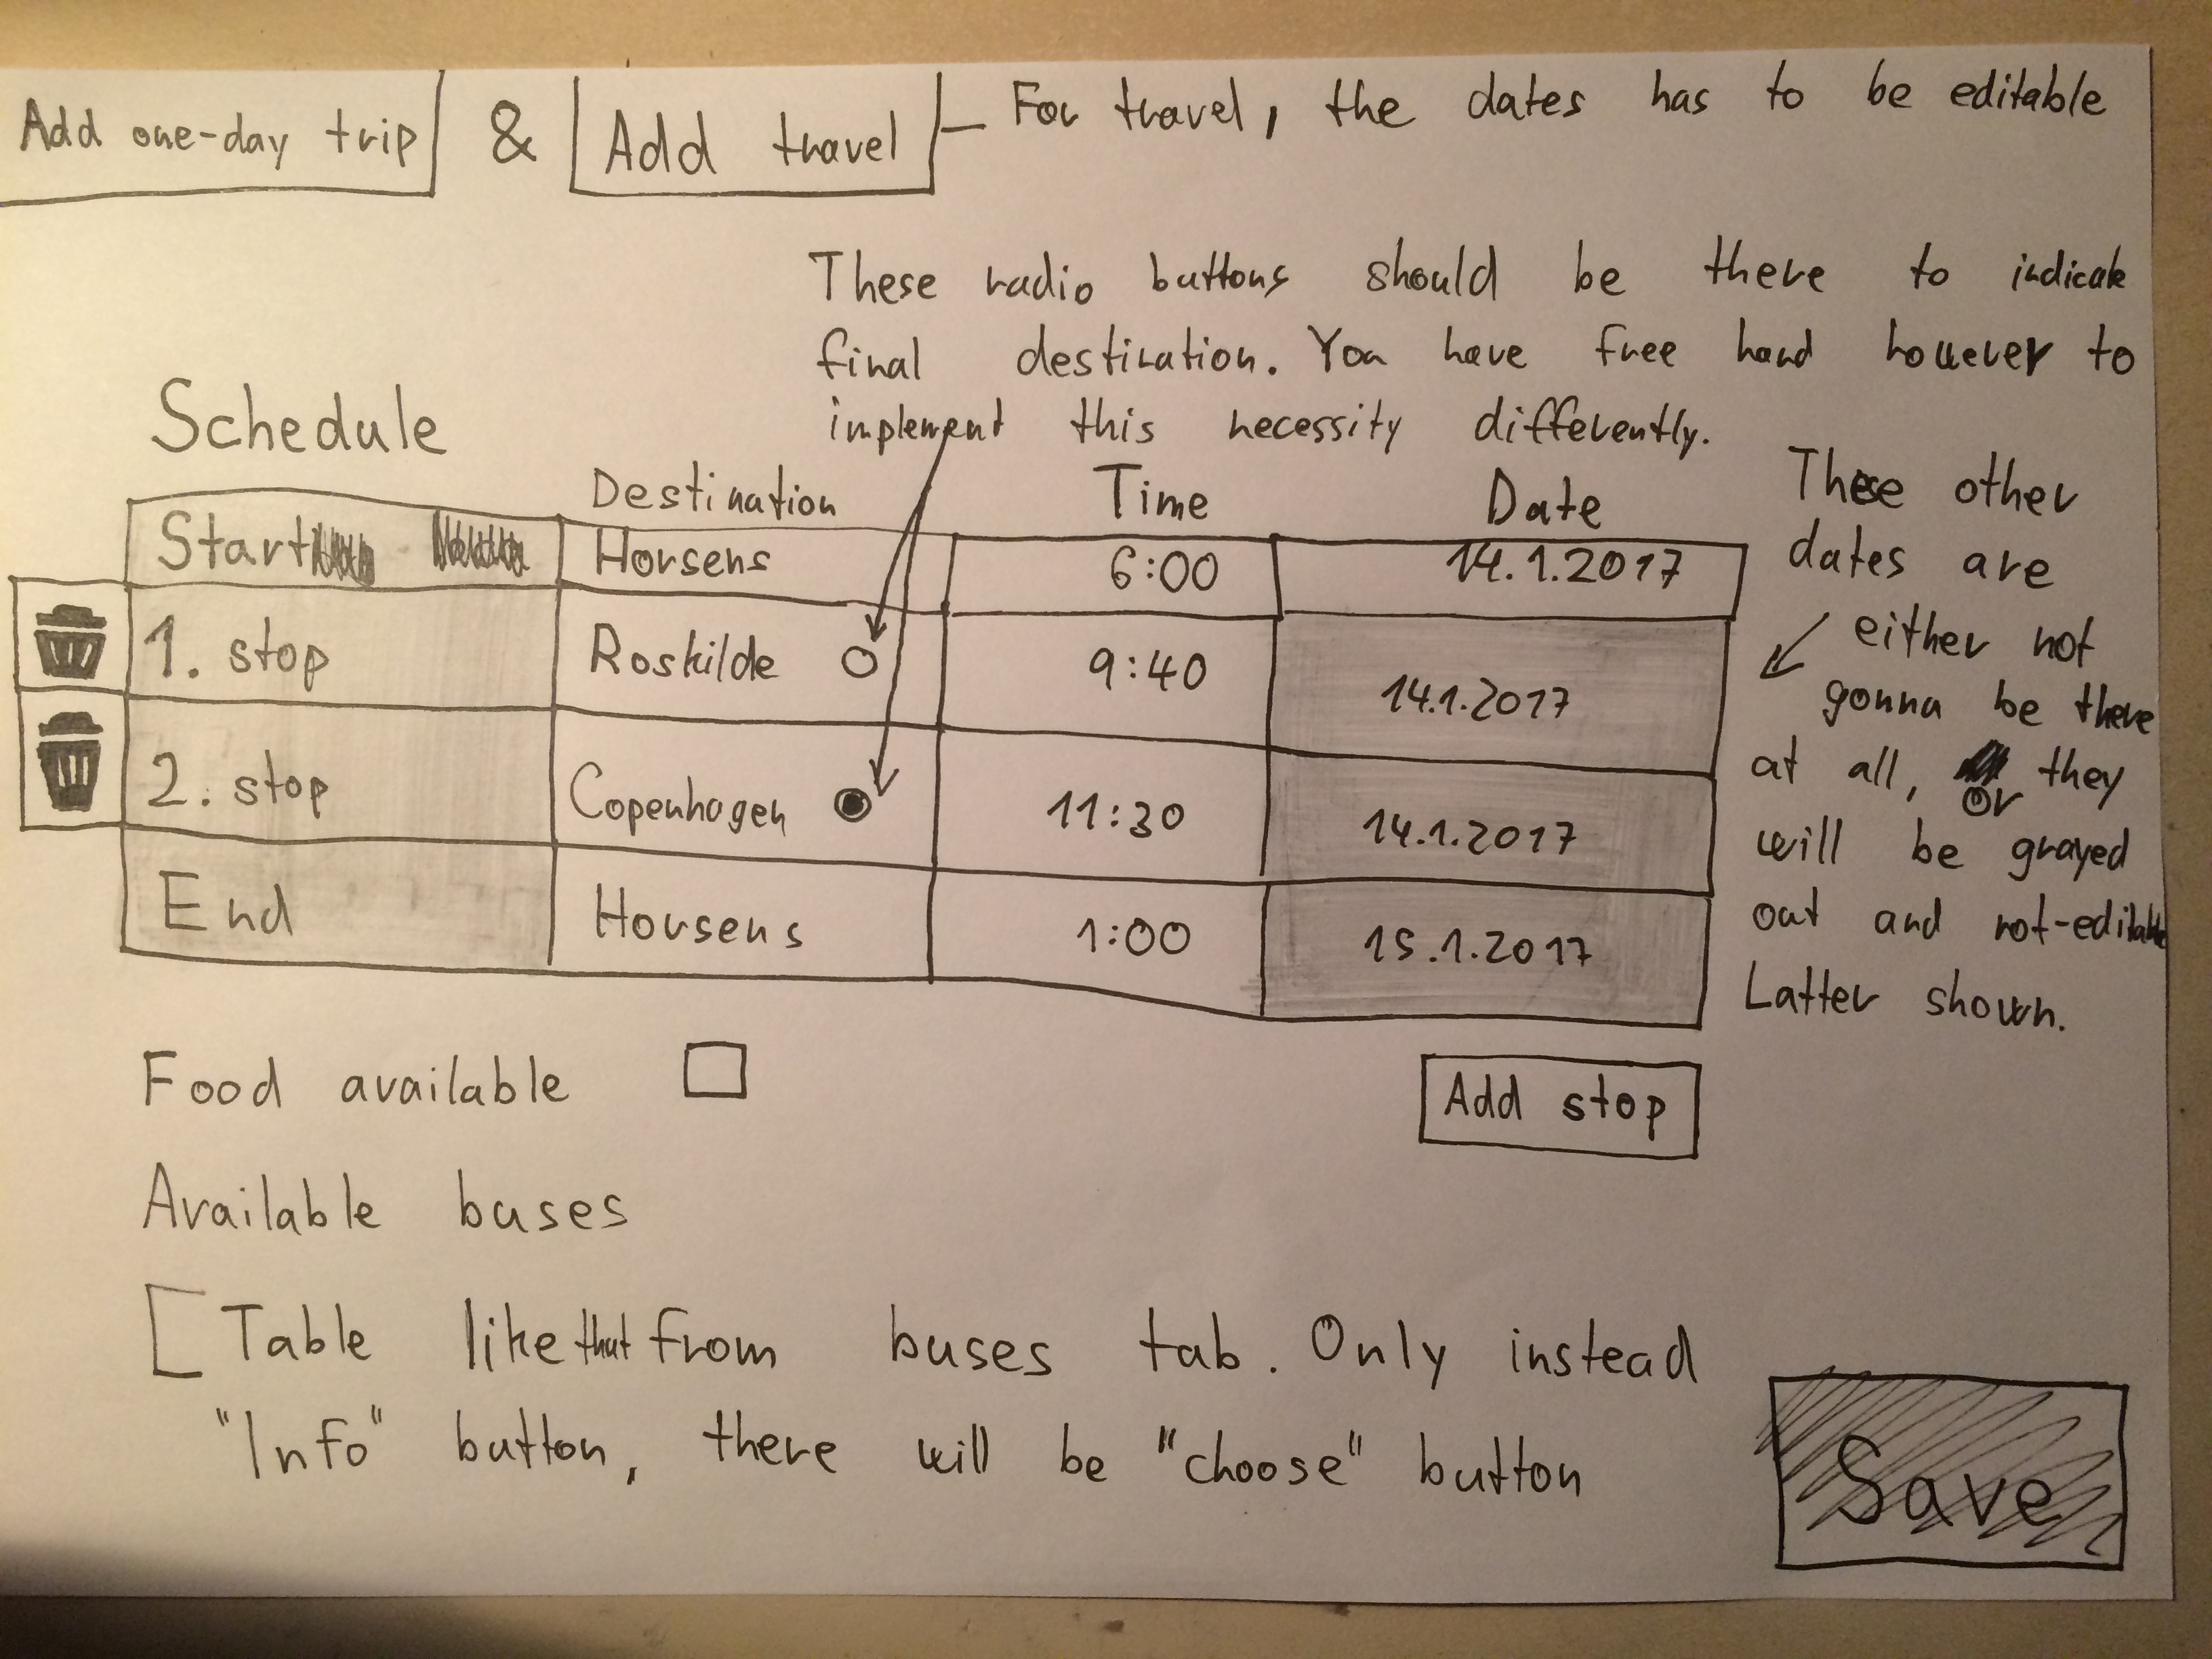 Add one-day trip & Add travel – For travel, the dates has to be editable
These radio buttons should be there to indicate
final destination. You have free hand however to
implement this necessity differently.
Schedule
Destination Time Date
Start Horsens 6:00 14.1.2017
1. stop Roskilde 9:40 14.1.2017
2. stop Copenhagen 11:30 14.1.2017
End Horsens 1:00 15.1.2017
These other
dates are
either not
gonna be there
at all, or they
will be grayed
out and not-editable
Latter shown.
Food available
Add stop
Available buses
[Table like that from buses tab. Only instead
"Info" button, there will be "choose" button
Save